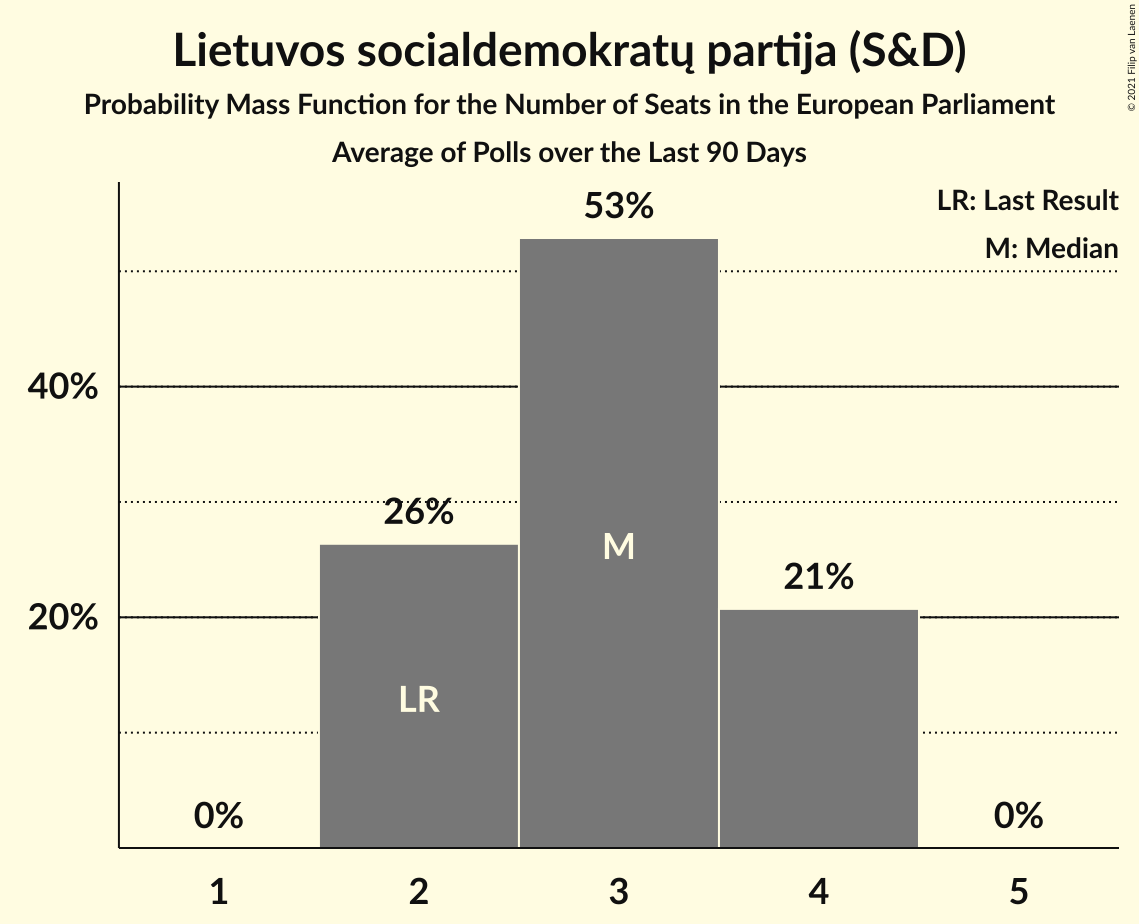 Lietuvos socialdemokratų partija (S&D)
Probability Mass Function for the Number of Seats in the European Parliament
Average of Polls over the Last 90 Days
© 2021 Filip van Laenen
LR: Last Result
M: Median
53%
40%
26%
M
21%
20%
LR
0%
0%
1
2
3
4
5